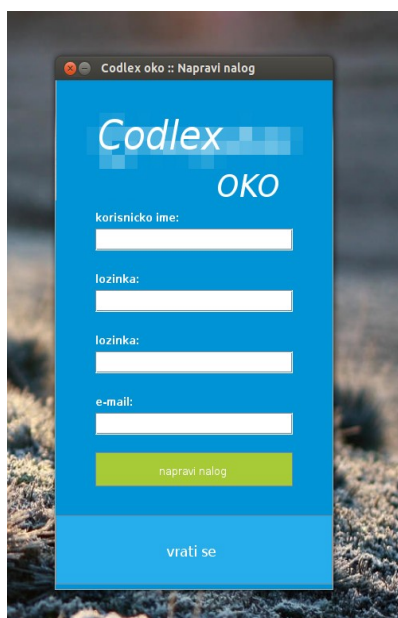 Codlex oko :: Napravi nalog
Codlex
OKO
korisnicko ime:
lozinka:
lozinka:
e-mail:
napravi nalog
vrati se